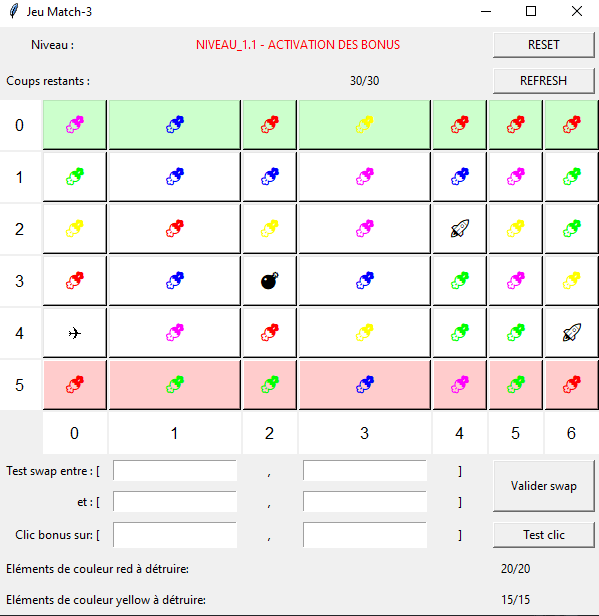 Jeu Match-3
Niveau : NIVEAU_1.1 - ACTIVATION DES BONUS RESET
Coups restants : 30/30 REFRESH
0
1
2
3
4
5
0 1 2 3 4 5 6
Test swap entre : [ , ]
et : [ , ]
Valider swap
Clic bonus sur: [ , ] Test clic
Eléments de couleur red à détruire: 20/20
Eléments de couleur yellow à détruire: 15/15